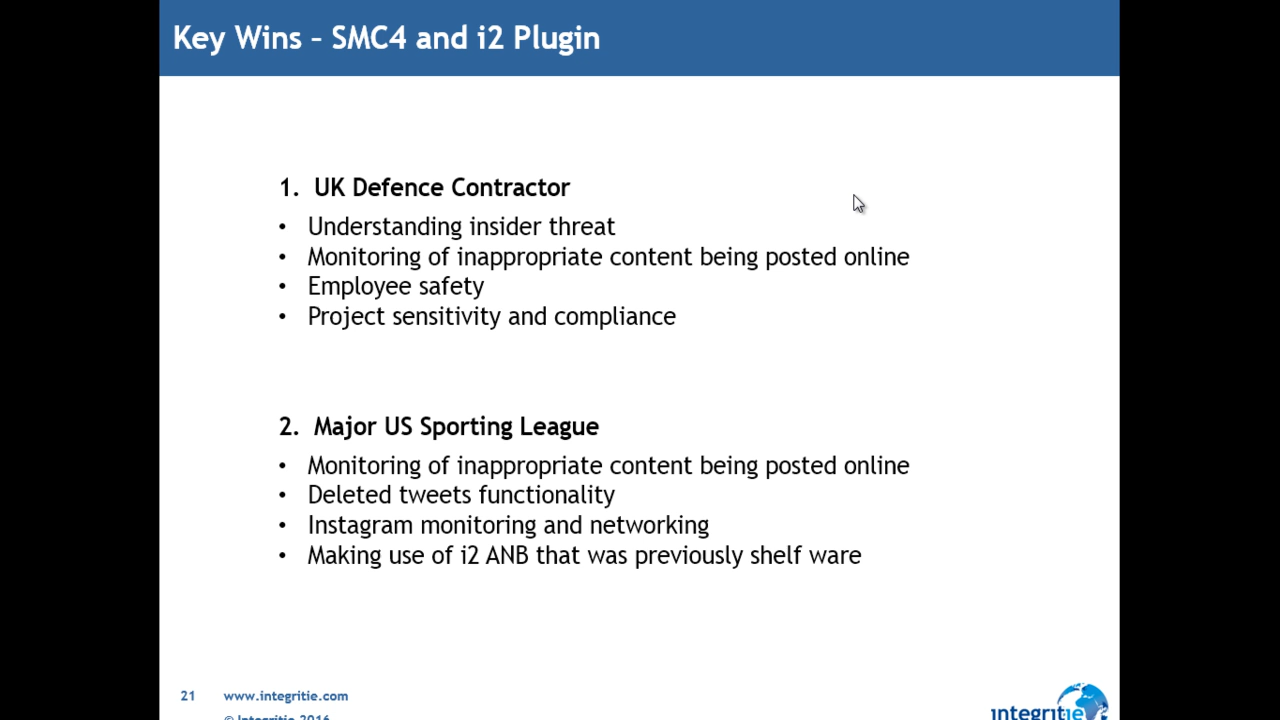 Key Wins – SMC4 and i2 Plugin
1. UK Defence Contractor
• Understanding insider threat
• Monitoring of inappropriate content being posted online
• Employee safety
• Project sensitivity and compliance
2. Major US Sporting League
• Monitoring of inappropriate content being posted online
• Deleted tweets functionality
• Instagram monitoring and networking
• Making use of i2 ANB that was previously shelf ware
21 www.integritie.com
© Integritie 2016
integritie